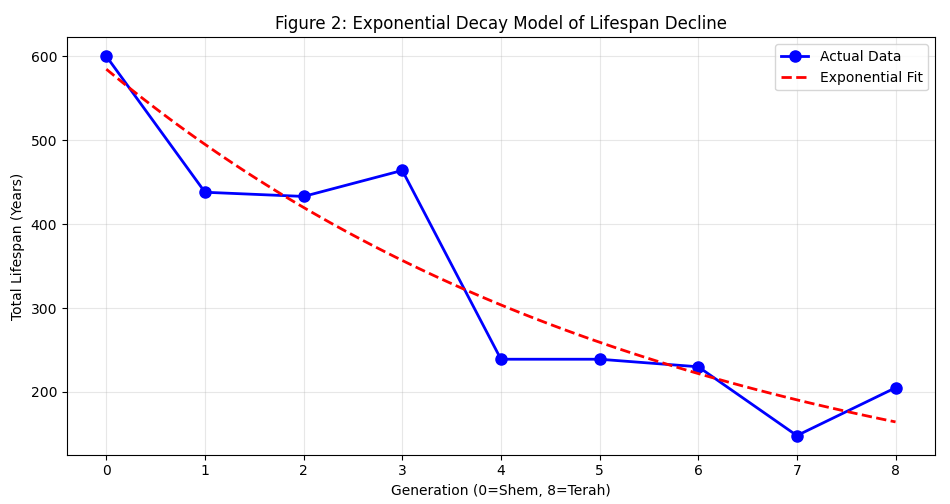 Figure 2: Exponential Decay Model of Lifespan Decline
Actual Data
Exponential Fit
Total Lifespan (Years)
600
500
400
300
200
0 1 2 3 4 5 6 7 8
Generation (0=Shem, 8=Terah)